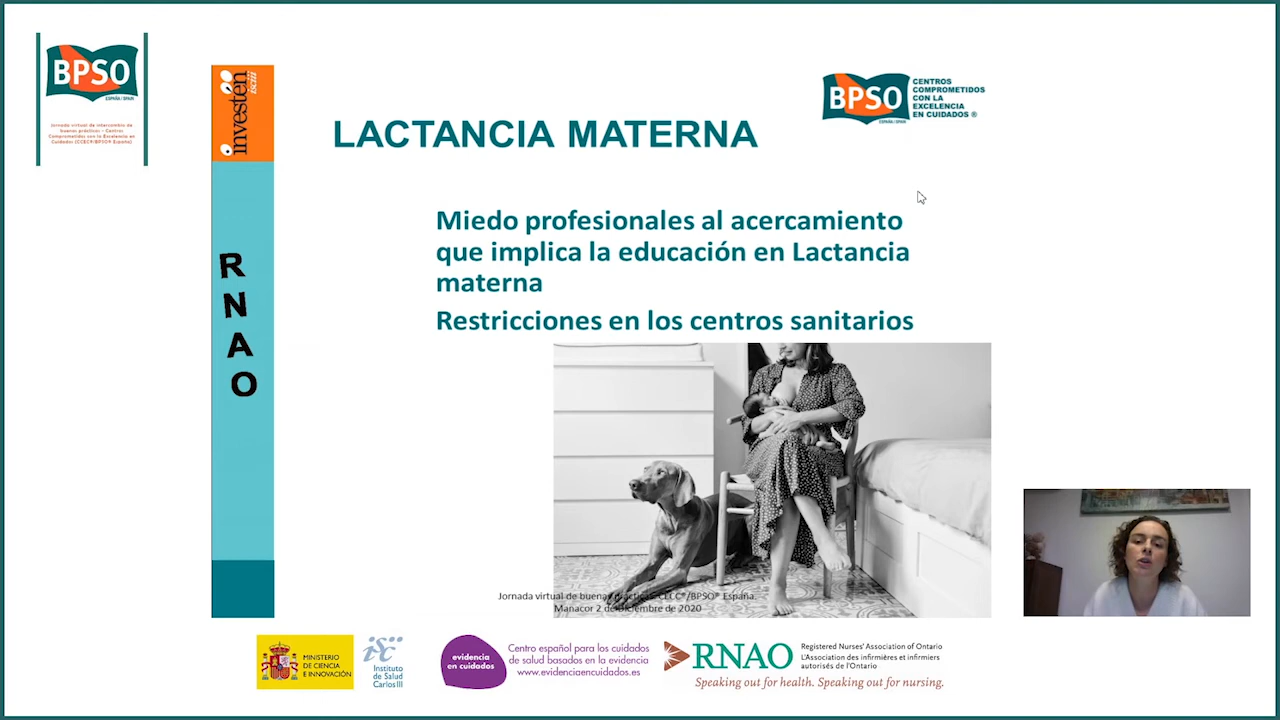 BPSO
ESPAÑA / SPAIN
Jornada virtual de intercambio de
buenas prácticas - Centros
Comprometidos con la Excelencia en
Cuidados (CCEC®/BPSO® España)
investén
isciii
RNAO
BPSO
ESPAÑA / SPAIN
CENTROS
COMPROMETIDOS
CON LA
EXCELENCIA
EN CUIDADOS ®
LACTANCIA MATERNA
Miedo profesionales al acercamiento
que implica la educación en Lactancia
materna
Restricciones en los centros sanitarios
Jornada virtual de buenas prácticas CECC®/BPSO® España.
Manacor 2 de Diciembre de 2020
MINISTERIO
DE CIENCIA
E INNOVACIÓN
Instituto
de Salud
Carlos III
evidencia
en cuidados
Centro español para los cuidados
de salud basados en la evidencia
www.evidenciaencuidados.es
RNAO
Registered Nurses' Association of Ontario
L'Association des infirmières et infirmiers
autorisés de l'Ontario
Speaking out for health. Speaking out for nursing.